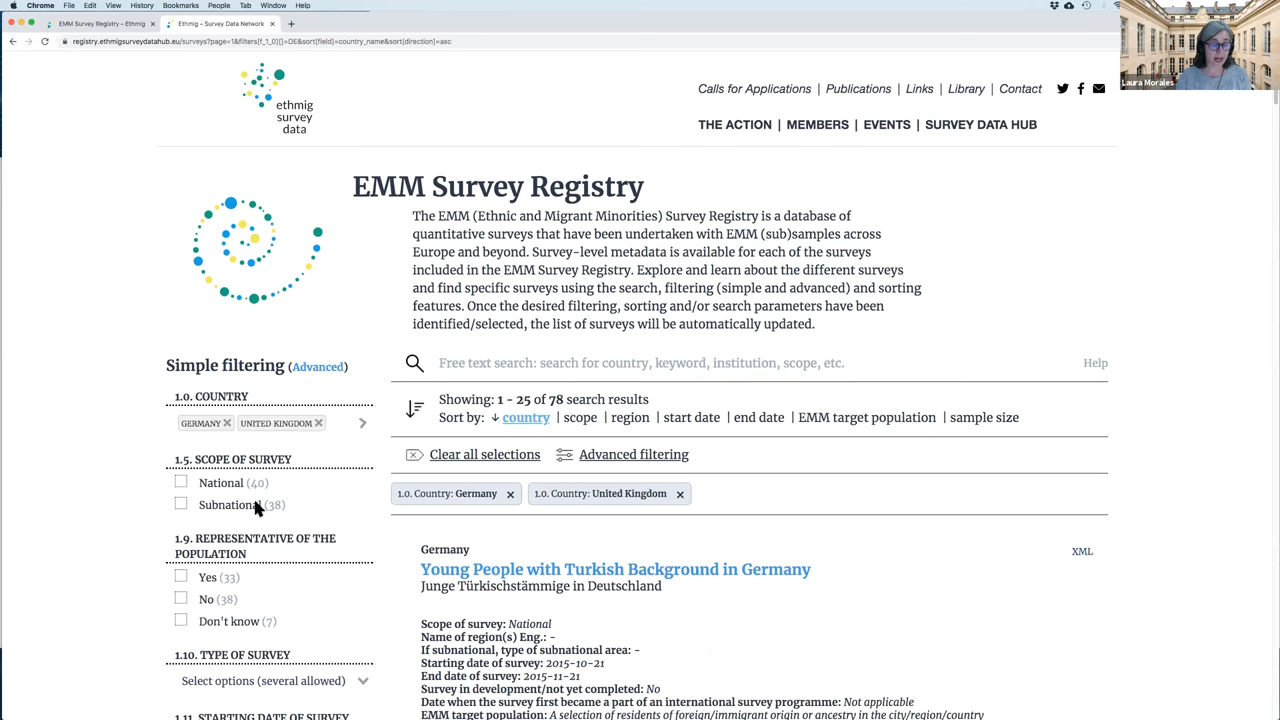 Chrome File Edit View History Bookmarks People Tab Window Help
EMM Survey Registry – Ethmig
Ethmig – Survey Data Network
registry.ethmigsurveydatahub.eu/surveys?page=1&filters[f_1_0][]=DE&sort[field]=country_name&sort[direction]=asc
Laura Morales
ethmig
survey
data
Calls for Applications | Publications | Links | Library | Contact
THE ACTION | MEMBERS | EVENTS | SURVEY DATA HUB
EMM Survey Registry
The EMM (Ethnic and Migrant Minorities) Survey Registry is a database of
quantitative surveys that have been undertaken with EMM (sub)samples across
Europe and beyond. Survey-level metadata is available for each of the surveys
included in the EMM Survey Registry. Explore and learn about the different surveys
and find specific surveys using the search, filtering (simple and advanced) and sorting
features. Once the desired filtering, sorting and/or search parameters have been
identified/selected, the list of surveys will be automatically updated.
Simple filtering (Advanced)
1.0. COUNTRY
GERMANY UNITED KINGDOM
1.5. SCOPE OF SURVEY
National (40)
Subnational (38)
1.9. REPRESENTATIVE OF THE
POPULATION
Yes (33)
No (38)
Don't know (7)
1.10. TYPE OF SURVEY
Select options (several allowed)
1.11. STARTING DATE OF SURVEY
Free text search: search for country, keyword, institution, scope, etc.
Help
Showing: 1 - 25 of 78 search results
Sort by: ↓ country | scope | region | start date | end date | EMM target population | sample size
Clear all selections Advanced filtering
1.0. Country: Germany × 1.0. Country: United Kingdom ×
Germany
XML
Young People with Turkish Background in Germany
Junge Türkischstämmige in Deutschland
Scope of survey: National
Name of region(s) Eng.: -
If subnational, type of subnational area: -
Starting date of survey: 2015-10-21
End date of survey: 2015-11-21
Survey in development/not yet completed: No
Date when the survey first became a part of an international survey programme: Not applicable
EMM target population: A selection of residents of foreign/immigrant origin or ancestry in the city/region/country